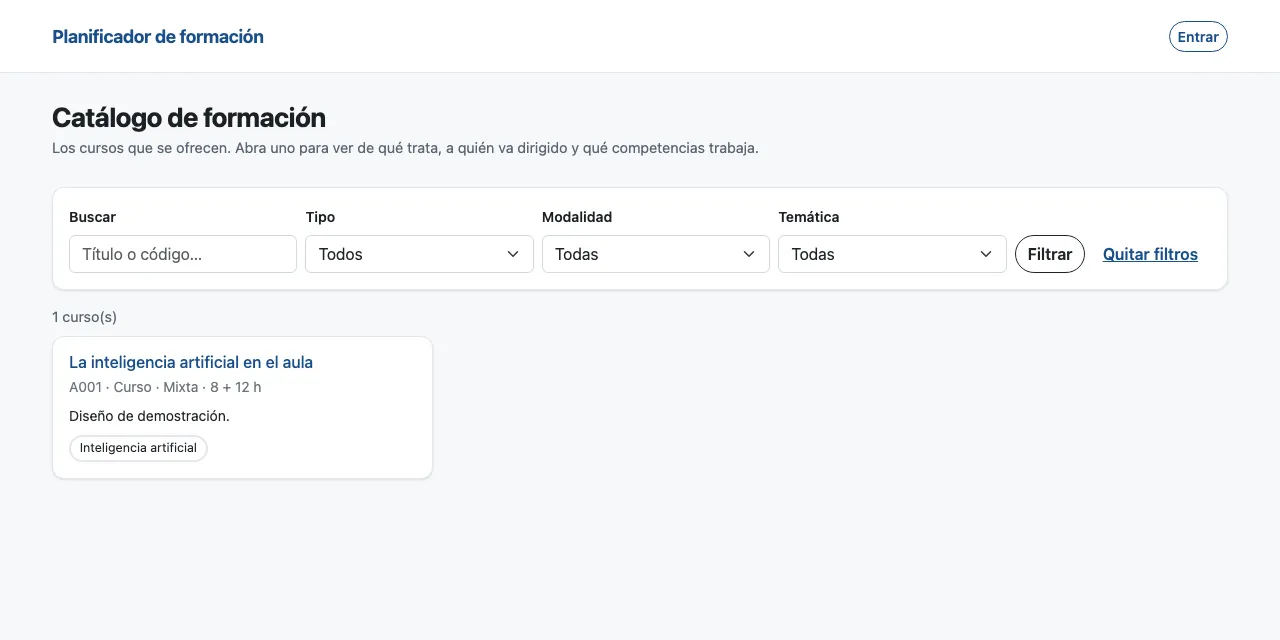 Planificador de formación
Entrar
Catálogo de formación
Los cursos que se ofrecen. Abra uno para ver de qué trata, a quién va dirigido y qué competencias trabaja.
Buscar Tipo Modalidad Temática
Título o código... Todos Todas Todas Filtrar Quitar filtros
1 curso(s)
La inteligencia artificial en el aula
A001 · Curso · Mixta · 8 + 12 h
Diseño de demostración.
Inteligencia artificial